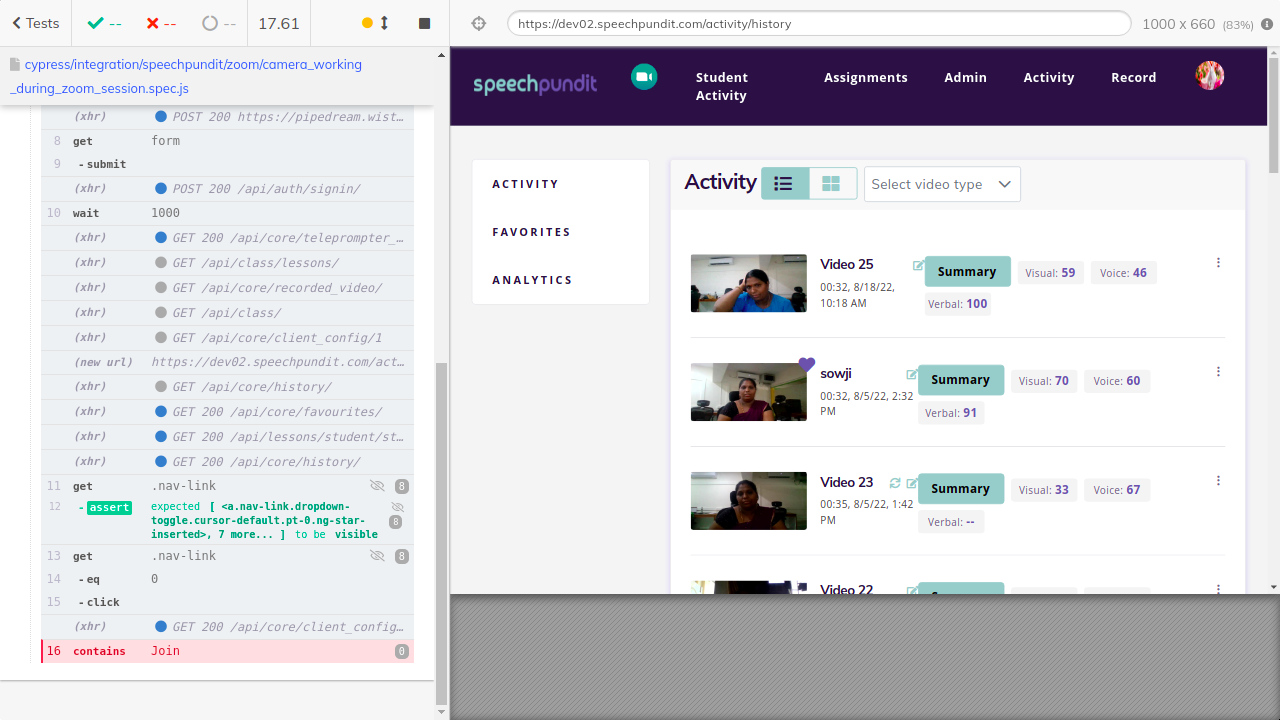 Tests
--
--
--
17.61
https://dev02.speechpundit.com/activity/history
1000 x 660 (83%)
cypress/integration/speechpundit/zoom/camera_working
_during_zoom_session.spec.js
(xhr) POST 200 https://pipedream.wist...
8 get form
9 -submit
(xhr) POST 200 /api/auth/signin/
10 wait 1000
(xhr) GET 200 /api/core/teleprompter_...
(xhr) GET /api/class/lessons/
(xhr) GET /api/core/recorded_video/
(xhr) GET /api/class/
(xhr) GET /api/core/client_config/1
(new url) https://dev02.speechpundit.com/act...
(xhr) GET /api/core/history/
(xhr) GET 200 /api/core/favourites/
(xhr) GET 200 /api/lessons/student/st...
(xhr) GET 200 /api/core/history/
11 get .nav-link 8
12 -assert expected [ <a.nav-link.dropdown-
toggle.cursor-default.pt-0.ng-star-
inserted>, 7 more... ] to be visible
8
13 get .nav-link 8
14 -eq 0
15 -click
(xhr) GET 200 /api/core/client_config...
16 contains Join 0
speechpundit
Student
Activity
Assignments
Admin
Activity
Record
ACTIVITY
FAVORITES
ANALYTICS
Activity
Select video type
Video 25
00:32, 8/18/22,
10:18 AM
Summary
Visual: 59
Voice: 46
Verbal: 100
sowji
00:32, 8/5/22, 2:32
PM
Summary
Visual: 70
Voice: 60
Verbal: 91
Video 23
00:35, 8/5/22, 1:42
PM
Summary
Visual: 33
Voice: 67
Verbal: --
Video 22
Summary